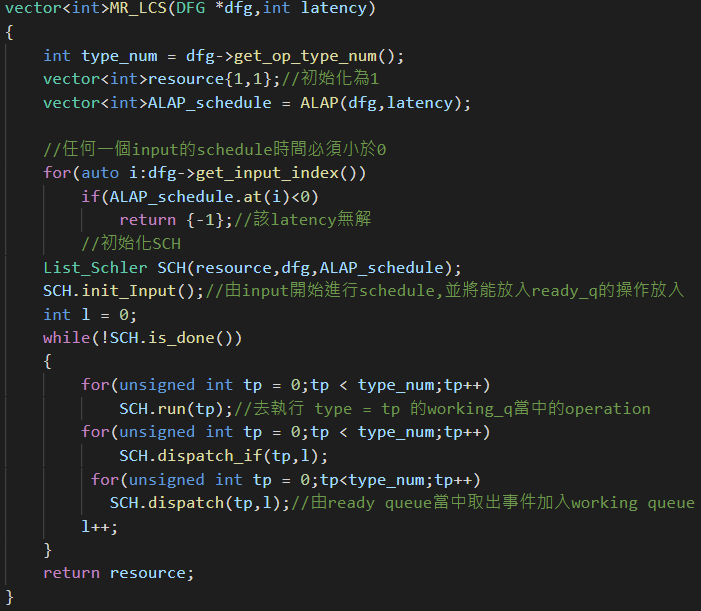 vector<int>MR_LCS(DFG *dfg,int latency)
{
    int type_num = dfg->get_op_type_num();
    vector<int>resource{1,1};//初始化為1
    vector<int>ALAP_schedule = ALAP(dfg,latency);

    //任何一個input的schedule時間必須小於0
    for(auto i:dfg->get_input_index())
        if(ALAP_schedule.at(i)<0)
            return {-1};//該latency無解
        //初始化SCH
    List_Schler SCH(resource,dfg,ALAP_schedule);
    SCH.init_Input();//由input開始進行schedule,並將能放入ready_q的操作放入
    int l = 0;
    while(!SCH.is_done())
    {
        for(unsigned int tp = 0;tp < type_num;tp++)
            SCH.run(tp);//去執行 type = tp 的working_q當中的operation
        for(unsigned int tp = 0;tp < type_num;tp++)
            SCH.dispatch_if(tp,l);
         for(unsigned int tp = 0;tp<type_num;tp++)
           SCH.dispatch(tp,l);//由ready queue當中取出事件加入working queue
        l++;
    }
    return resource;
}